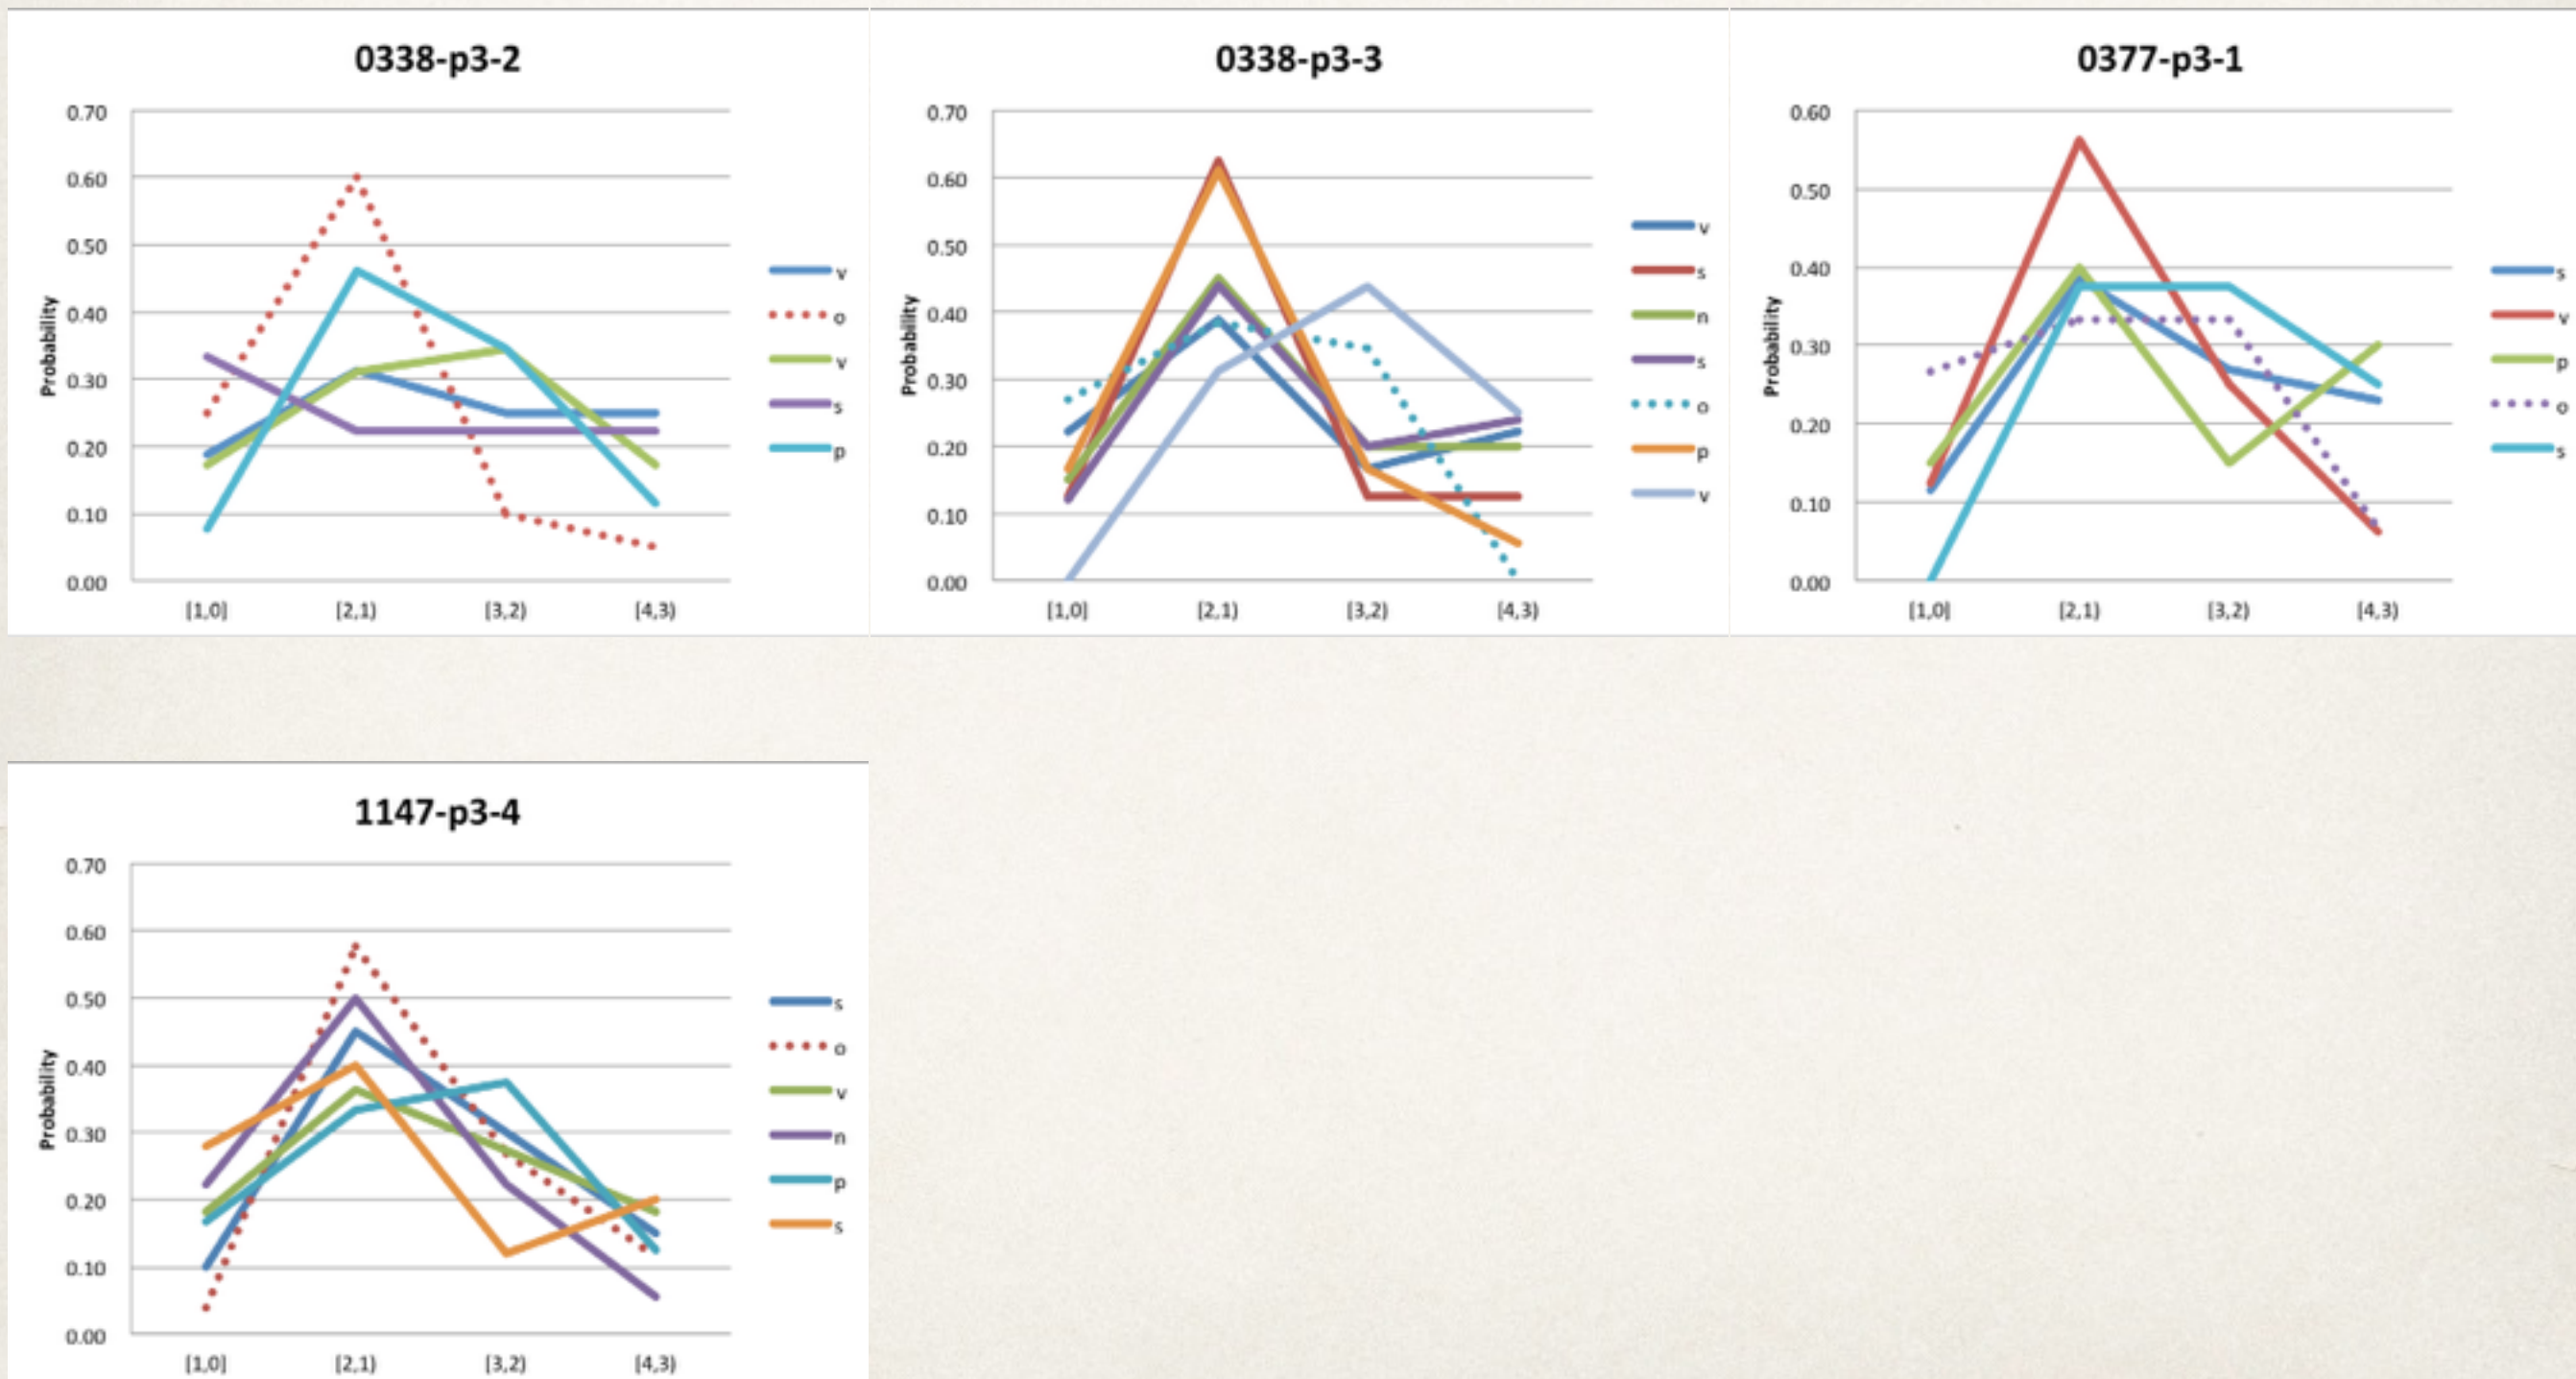 0338-p3-2
0.70
0.60
0.50
0.40
0.30
0.20
0.10
0.00
Probability
[1,0] [2,1) [3,2) [4,3)
v
o
v
s
p
0338-p3-3
0.70
0.60
0.50
0.40
0.30
0.20
0.10
0.00
Probability
[1,0] [2,1) [3,2) [4,3)
v
s
n
s
o
p
v
0377-p3-1
0.60
0.50
0.40
0.30
0.20
0.10
0.00
Probability
[1,0] [2,1) [3,2) [4,3)
s
v
p
o
s
1147-p3-4
0.70
0.60
0.50
0.40
0.30
0.20
0.10
0.00
Probability
[1,0] [2,1) [3,2) [4,3)
s
o
v
n
p
s